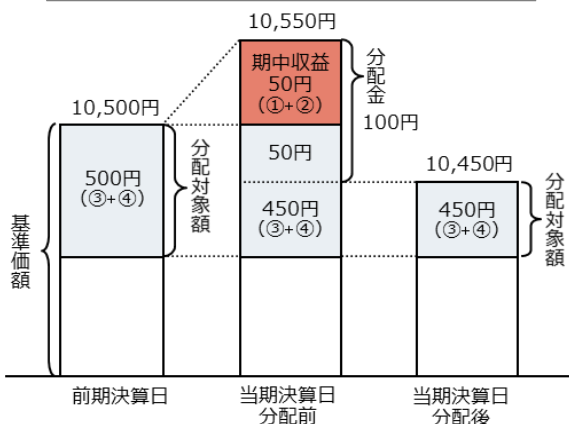 10,550円
期中収益
50円
(①+②)
分配金
100円
10,500円
50円
10,450円
500円
(③+④)
分配対象額
450円
(③+④)
450円
(③+④)
分配対象額
基準価額
前期決算日
当期決算日
分配前
当期決算日
分配後